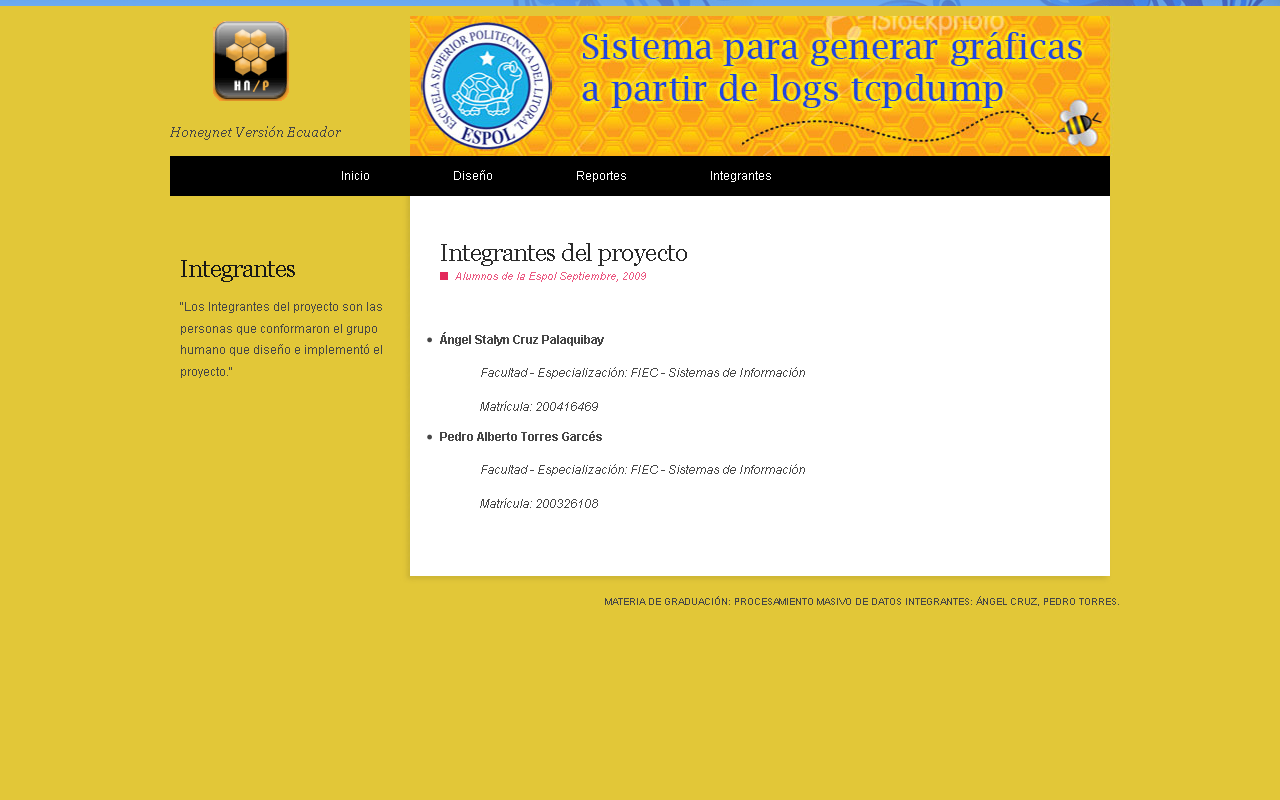 HN/P
Honeynet Versión Ecuador
iStockphoto
ESCUELA SUPERIOR POLITECNICA DEL LITORAL
ESPOL
Sistema para generar gráficas
a partir de logs tcpdump
Inicio Diseño Reportes Integrantes
Integrantes
"Los Integrantes del proyecto son las
personas que conformaron el grupo
humano que diseño e implementó el
proyecto."
Integrantes del proyecto
Alumnos de la Espol Septiembre, 2009
• Ángel Stalyn Cruz Palaquibay
Facultad - Especialización: FIEC - Sistemas de Información
Matrícula: 200416469
• Pedro Alberto Torres Garcés
Facultad - Especialización: FIEC - Sistemas de Información
Matrícula: 200326108
MATERIA DE GRADUACIÓN: PROCESAMIENTO MASIVO DE DATOS INTEGRANTES: ÁNGEL CRUZ, PEDRO TORRES.